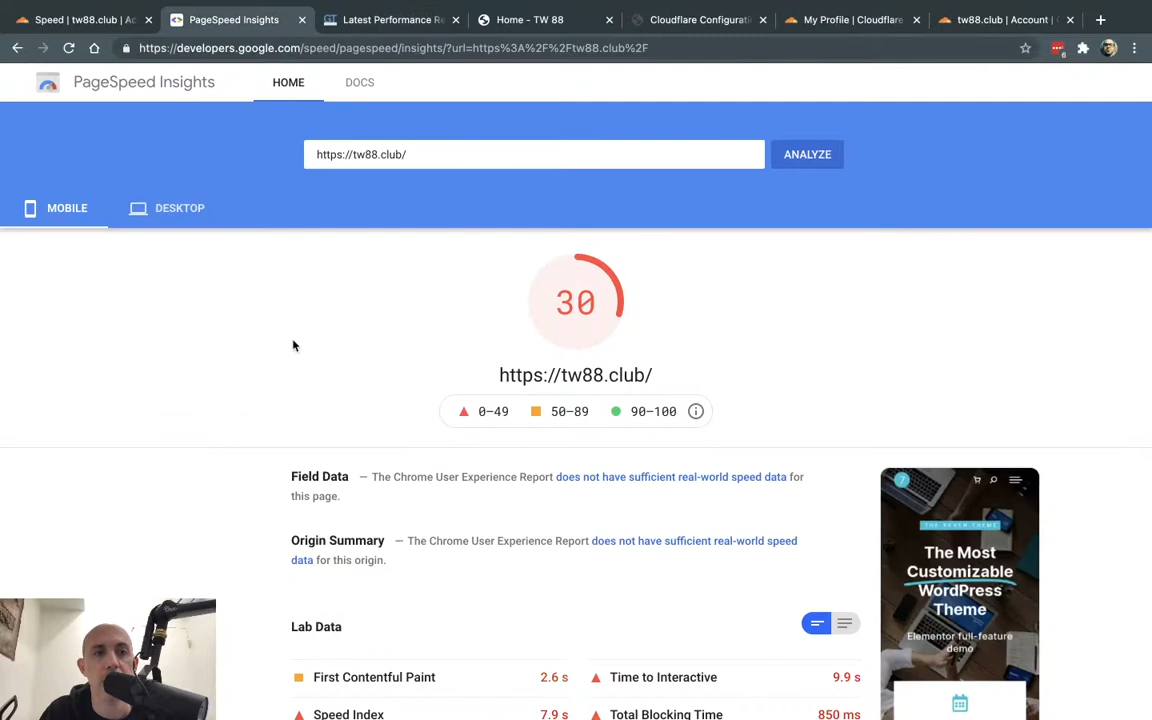 Speed | tw88.club | Ac
PageSpeed Insights
Latest Performance Re
Home - TW 88
Cloudflare Configurati
My Profile | Cloudflare
tw88.club | Account |
https://developers.google.com/speed/pagespeed/insights/?url=https%3A%2F%2Ftw88.club%2F
PageSpeed Insights
HOME
DOCS
https://tw88.club/
ANALYZE
MOBILE
DESKTOP
30
https://tw88.club/
0–49
50–89
90–100
Field Data — The Chrome User Experience Report does not have sufficient real-world speed data for
this page.
Origin Summary — The Chrome User Experience Report does not have sufficient real-world speed
data for this origin.
Lab Data
First Contentful Paint 2.6 s
Time to Interactive 9.9 s
Speed Index 7.9 s
Total Blocking Time 850 ms
THE SEVEN THEME
The Most
Customizable
WordPress
Theme
Elementor full-feature
demo